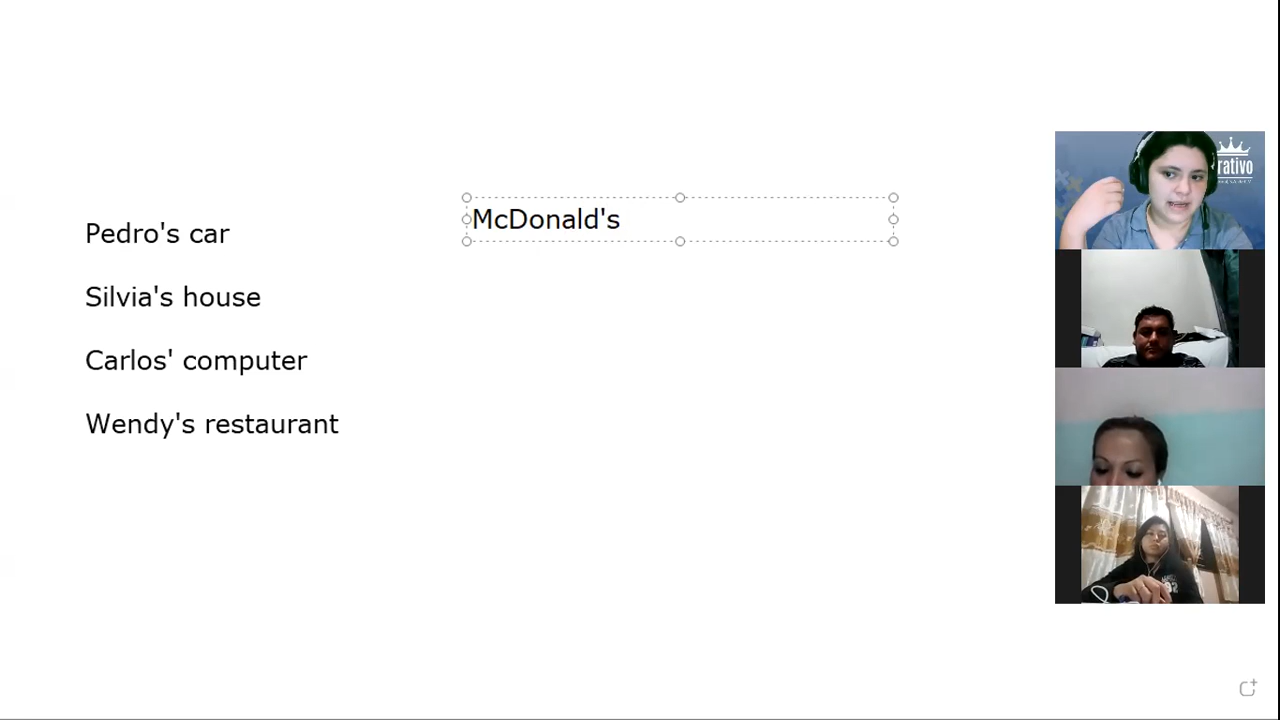 Pedro's car
Silvia's house
Carlos' computer
Wendy's restaurant
McDonald's
rativo